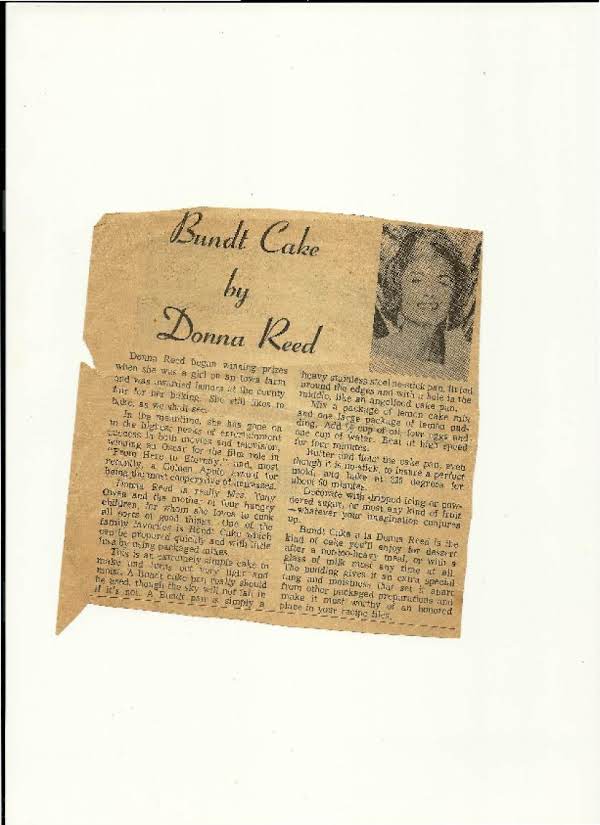 Bundt Cake
by
Donna Reed
Donna Reed began winning prizes
when she was a girl on an Iowa farm
and was awarded honors at the county
fair for her baking. She still likes to
bake, as we shall see.
In the meantime, she has gone on
to the highest peaks of entertainment
success in both movies and television,
winning an Oscar for the film role in
"From Here to Eternity," and, most
recently, a Golden Apple Award for
being the most cooperative of actresses.
Donna Reed is really Mrs. Tony
Owen and the mother of four hungry
children, for whom she loves to cook
all sorts of good things. One of the
family favorites is Bundt Cake which
can be prepared quickly and with little
fuss by using packaged mixes.
This is an extremely simple cake to
make and turns out very light and
moist. A Bundt cake pan really should
be used, though the sky will not fall in
if it's not. A Bundt pan is simply a
heavy stainless steel no-stick pan, fluted
around the edges and with a hole in the
middle, like an angelfood cake pan.
Mix a package of lemon cake mix
and one large package of lemon pud-
ding. Add cup of oil, four eggs and
one cup of water. Beat at high speed
for four minutes.
Butter and flour the cake pan, even
though it is no-stick, to insure a perfect
mold, and bake at degrees for
about minutes.
Decorate with dripped icing or pow-
dered sugar, or most any kind of fruit
—whatever your imagination conjures
up.
Bundt Cake a la Donna Reed is the
kind of cake you'll enjoy for dessert
after a not-too-heavy meal, or with a
glass of milk most any time at all.
The pudding gives it an extra special
tang and moistness that set it apart
from other packaged preparations and
make it most worthy of an honored
place in your recipe files.